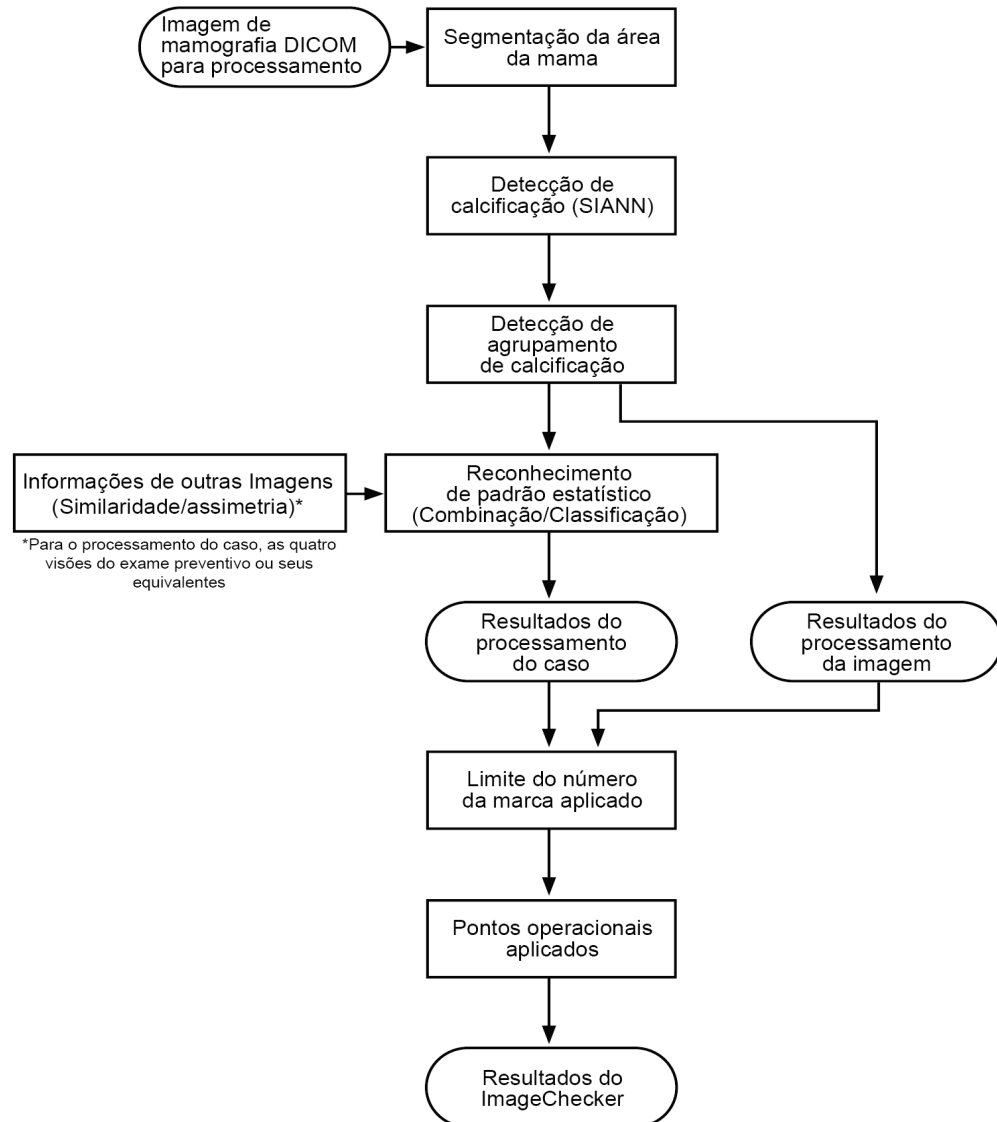 Imagem de
mamografia DICOM
para processamento
Segmentação da área
da mama
Detecção de
calcificação (SIANN)
Detecção de
agrupamento
de calcificação
Informações de outras Imagens
(Similaridade/assimetria)*
*Para o processamento do caso, as quatro
visões do exame preventivo ou seus
equivalentes
Reconhecimento
de padrão estatístico
(Combinação/Classificação)
Resultados do
processamento
do caso
Resultados do
processamento
da imagem
Limite do número
da marca aplicado
Pontos operacionais
aplicados
Resultados do
ImageChecker